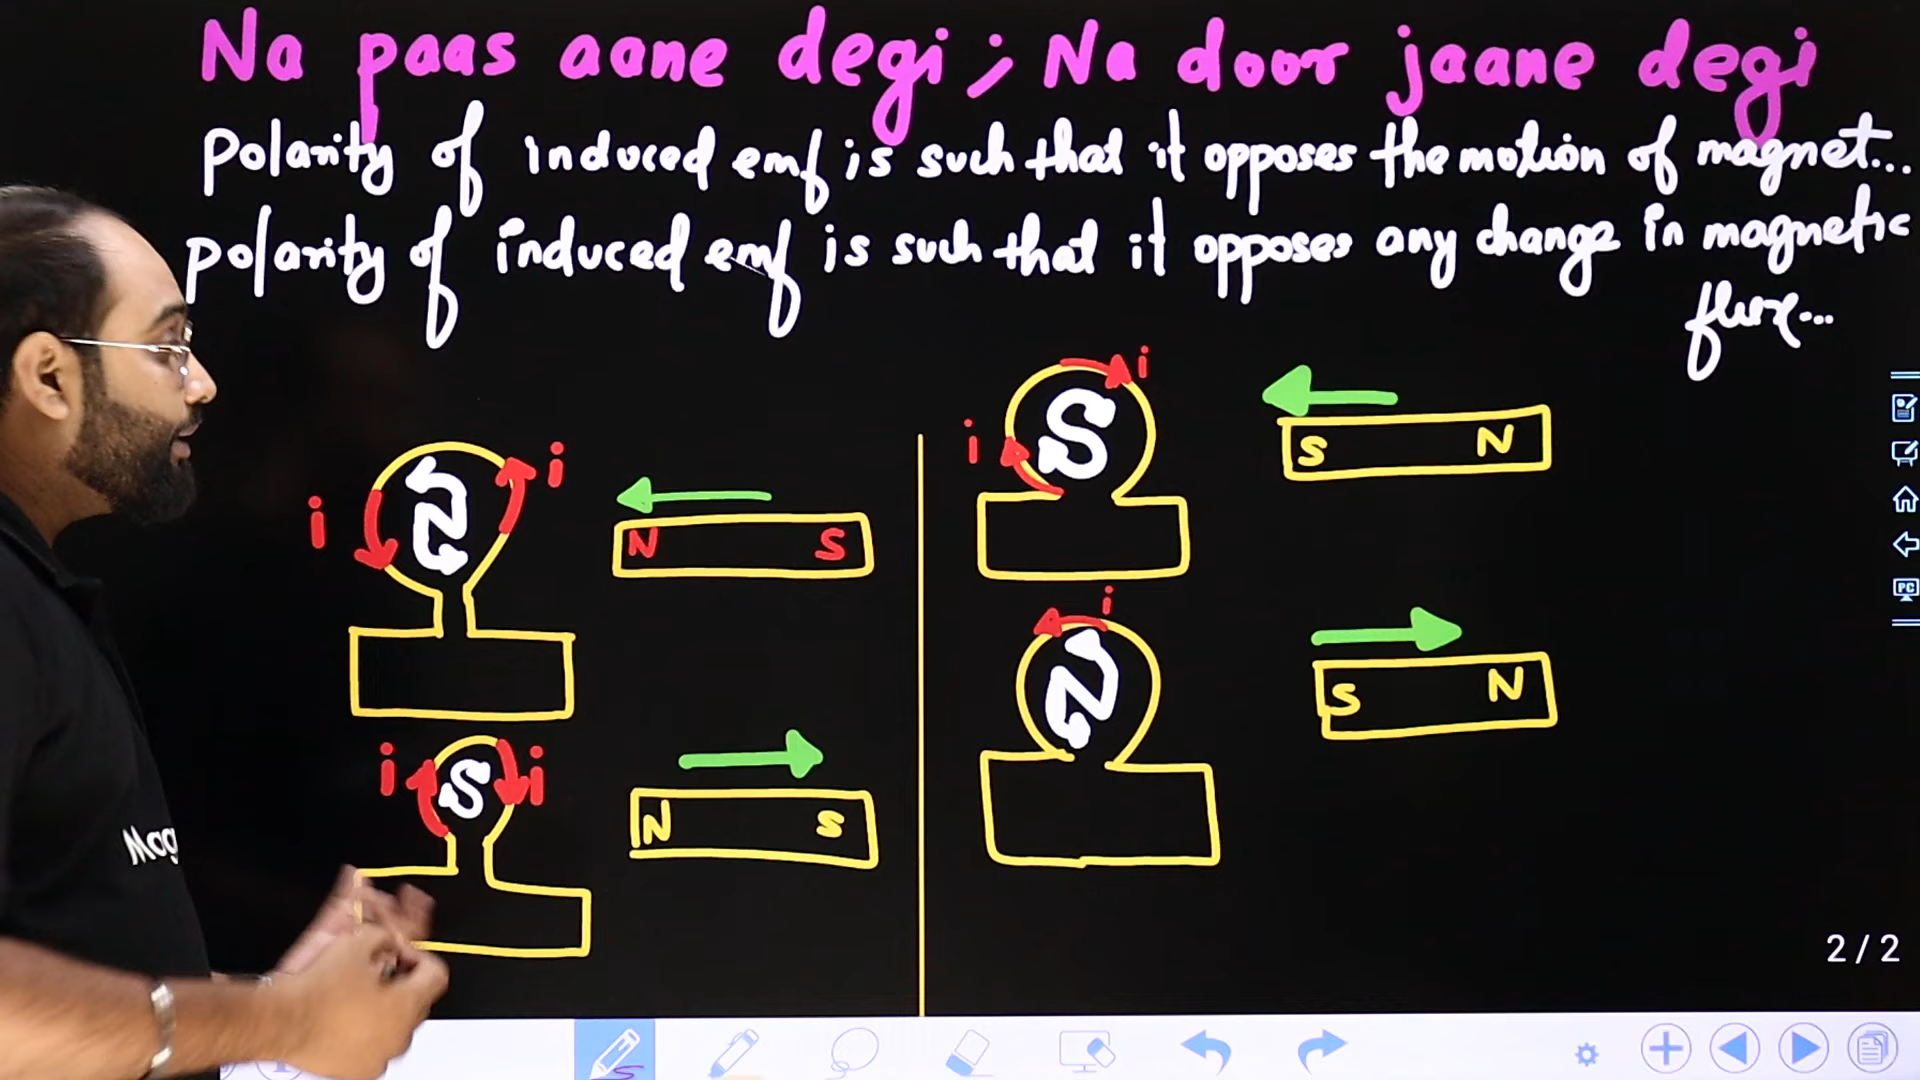 Na paas aane degi ; Na door jaane degi
polarity of induced emf is such that it opposes the motion of magnet...
polarity of induced emf is such that it opposes any change in magnetic
flux...
i
i
S
S N
i
i
N
N S
i
N
S N
i
S
i
N S
2 / 2
PC